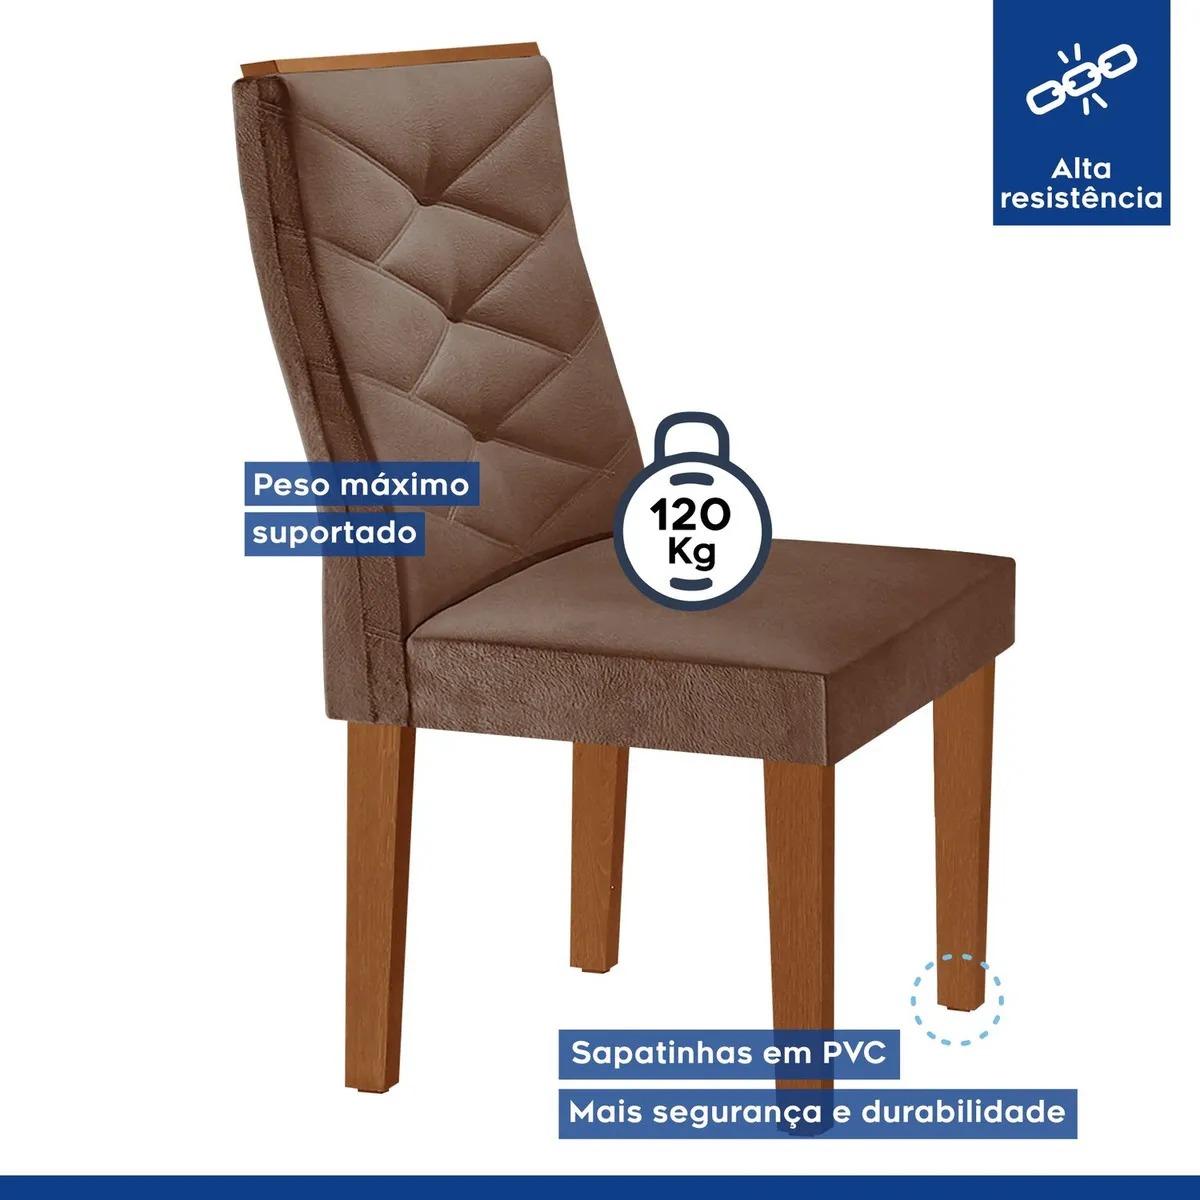 Alta
resistência
Peso máximo
suportado
120
Kg
Sapatinhas em PVC
Mais segurança e durabilidade